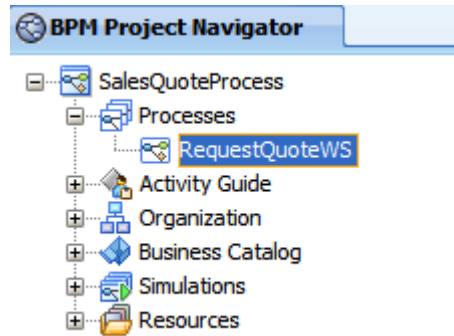 BPM Project Navigator
SalesQuoteProcess
Processes
RequestQuoteWS
Activity Guide
Organization
Business Catalog
Simulations
Resources